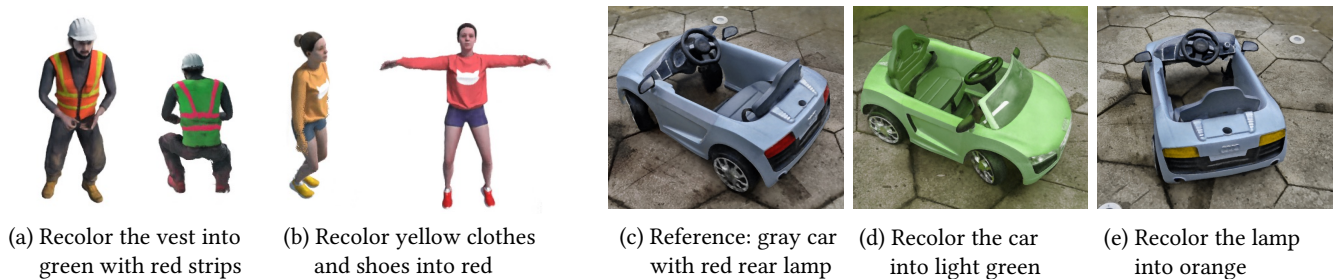 (a) Recolor the vest into
green with red strips
(b) Recolor yellow clothes
and shoes into red
(c) Reference: gray car
with red rear lamp
(d) Recolor the car
into light green
(e) Recolor the lamp
into orange